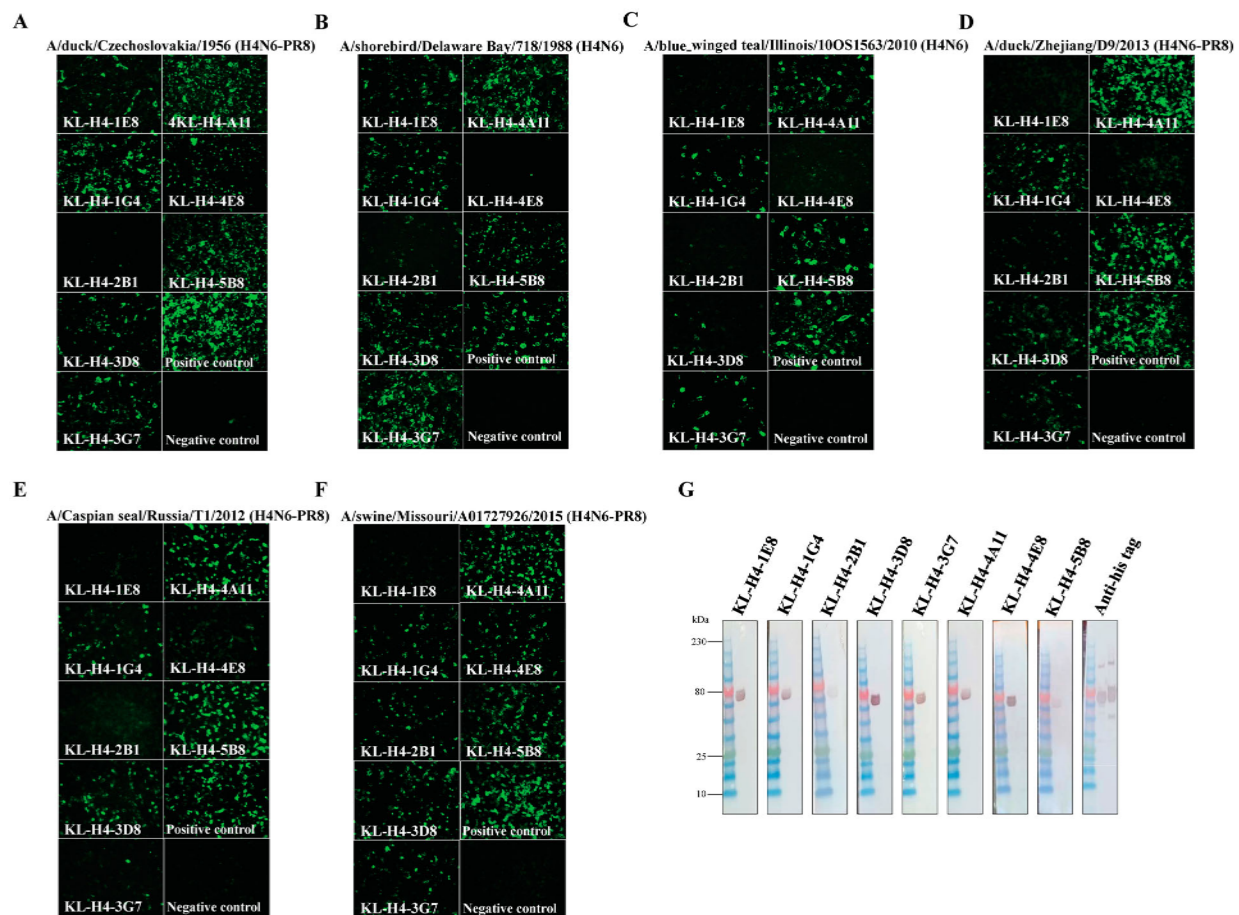 A
A/duck/Czechoslovakia/1956 (H4N6-PR8)
KL-H4-1E8
4KL-H4-A11
KL-H4-1G4
KL-H4-4E8
KL-H4-2B1
KL-H4-5B8
KL-H4-3D8
Positive control
KL-H4-3G7
Negative control
B
A/shorebird/Delaware Bay/718/1988 (H4N6)
KL-H4-1E8
KL-H4-4A11
KL-H4-1G4
KL-H4-4E8
KL-H4-2B1
KL-H4-5B8
KL-H4-3D8
Positive control
KL-H4-3G7
Negative control
C
A/blue_winged teal/Illinois/10OS1563/2010 (H4N6)
KL-H4-1E8
KL-H4-4A11
KL-H4-1G4
KL-H4-4E8
KL-H4-2B1
KL-H4-5B8
KL-H4-3D8
Positive control
KL-H4-3G7
Negative control
D
A/duck/Zhejiang/D9/2013 (H4N6-PR8)
KL-H4-1E8
KL-H4-4A11
KL-H4-1G4
KL-H4-4E8
KL-H4-2B1
KL-H4-5B8
KL-H4-3D8
Positive control
KL-H4-3G7
Negative control
E
A/Caspian seal/Russia/T1/2012 (H4N6-PR8)
KL-H4-1E8
KL-H4-4A11
KL-H4-1G4
KL-H4-4E8
KL-H4-2B1
KL-H4-5B8
KL-H4-3D8
Positive control
KL-H4-3G7
Negative control
F
A/swine/Missouri/A01727926/2015 (H4N6-PR8)
KL-H4-1E8
KL-H4-4A11
KL-H4-1G4
KL-H4-4E8
KL-H4-2B1
KL-H4-5B8
KL-H4-3D8
Positive control
KL-H4-3G7
Negative control
G
KL-H4-1E8
KL-H4-1G4
KL-H4-2B1
KL-H4-3D8
KL-H4-3G7
KL-H4-4A11
KL-H4-4E8
KL-H4-5B8
Anti-his tag
kDa
230
80
25
10